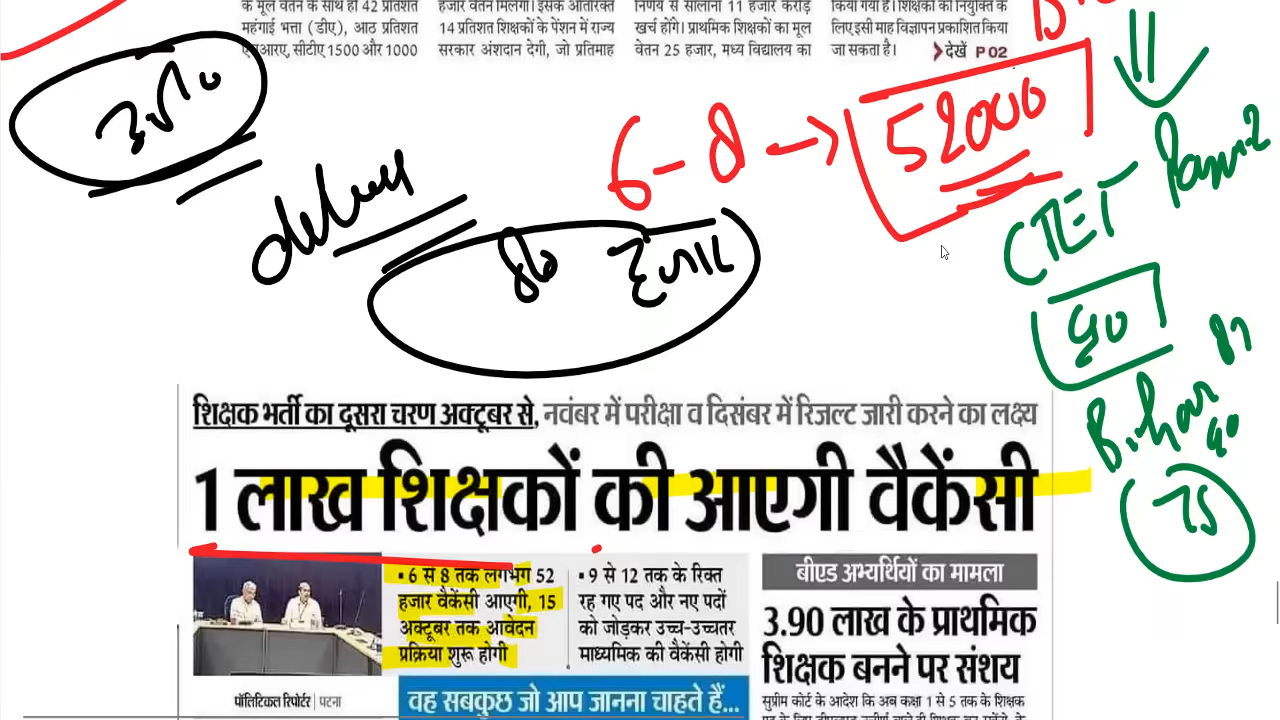 के मूल वेतन के साथ ही 42 प्रतिशत
महंगाई भत्ता (डीए), आठ प्रतिशत
सीटीए 1500 और 1000
हजार वेतन मिलेगा। इसके अतिरिक्त
14 प्रतिशत शिक्षकों के पेंशन में राज्य
सरकार अंशदान देगी, जो प्रतिमाह
निर्णय से सालाना 11 हजार करोड़
खर्च होंगे। प्राथमिक शिक्षकों का मूल
वेतन 25 हजार, मध्य विद्यालय का
किया गया है। शिक्षकों की नियुक्ति के
लिए इसी माह विज्ञापन प्रकाशित किया
जा सकता है।
देखें P 02
6-8 → 52000
हजार
CTET
Bihar
75
शिक्षक भर्ती का दूसरा चरण अक्टूबर से, नवंबर में परीक्षा व दिसंबर में रिजल्ट जारी करने का लक्ष्य
1 लाख शिक्षकों की आएगी वैकेंसी
▪ 6 से 8 तक लगभग 52
हजार वैकेंसी आएगी, 15
अक्टूबर तक आवेदन
प्रक्रिया शुरू होगी
▪ 9 से 12 तक के रिक्त
रह गए पद और नए पदों
को जोड़कर उच्च-उच्चतर
माध्यमिक की वैकेंसी होगी
पॉलिटिकल रिपोर्टर | पटना
वह सबकुछ जो आप जानना चाहते हैं...
बीएड अभ्यर्थियों का मामला
3.90 लाख के प्राथमिक
शिक्षक बनने पर संशय
सुप्रीम कोर्ट के आदेश कि अब कक्षा 1 से 5 तक के शिक्षक